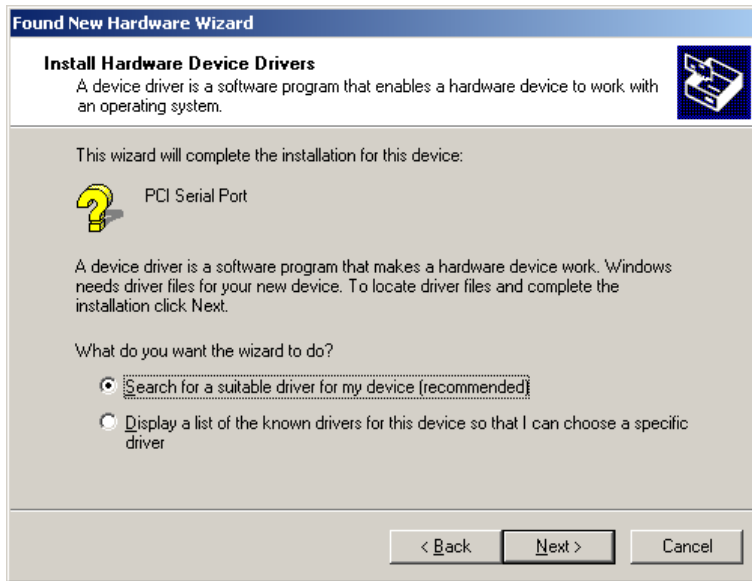 Found New Hardware Wizard
Install Hardware Device Drivers
A device driver is a software program that enables a hardware device to work with
an operating system.
This wizard will complete the installation for this device:
PCI Serial Port
A device driver is a software program that makes a hardware device work. Windows
needs driver files for your new device. To locate driver files and complete the
installation click Next.
What do you want the wizard to do?
Search for a suitable driver for my device (recommended)
Display a list of the known drivers for this device so that I can choose a specific
driver
< Back Next > Cancel